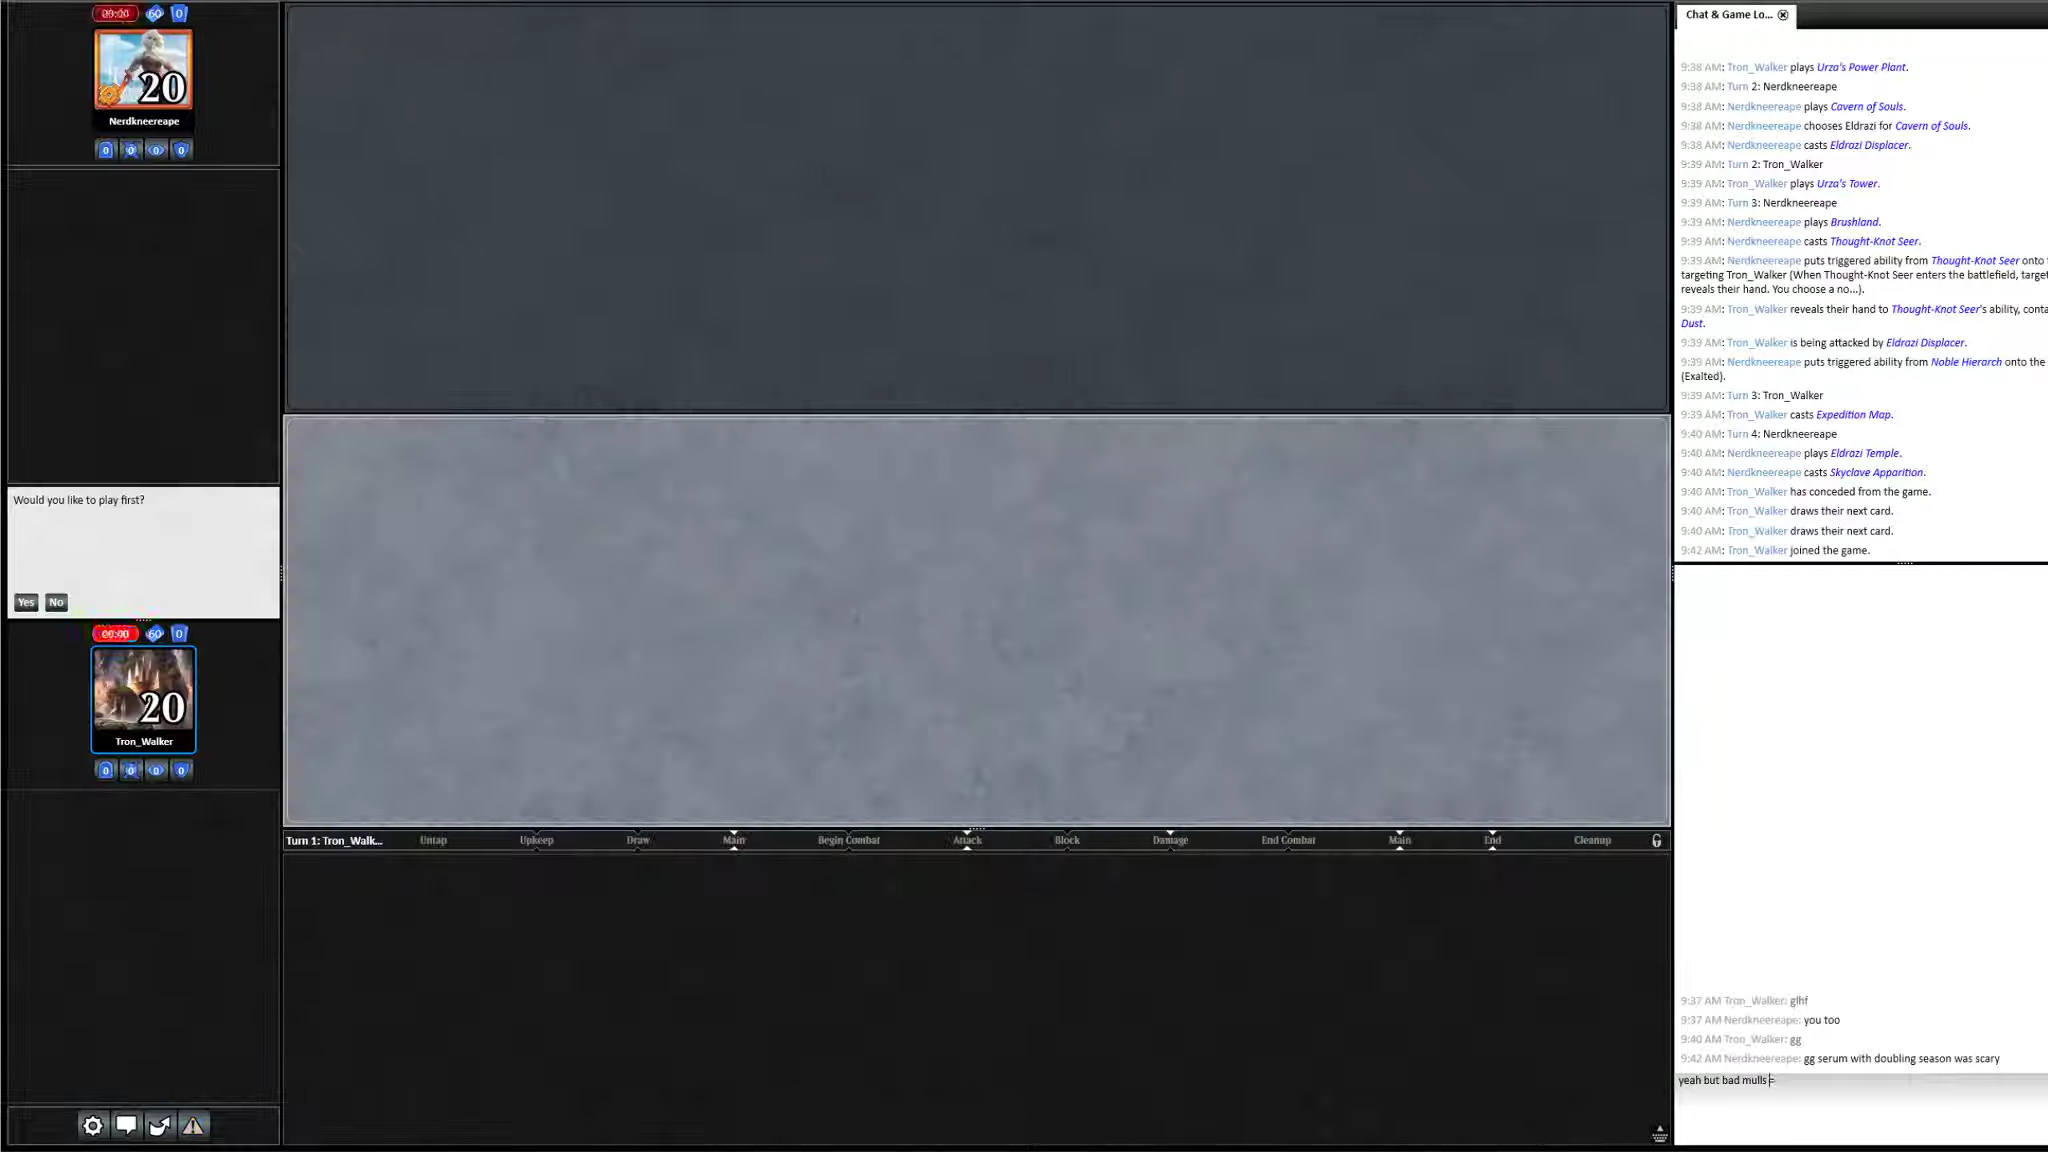 00:00 60 0
20
Nerdkneereape
0 0 0 0
Would you like to play first?
Yes No
00:00 60 0
20
Tron_Walker
0 0 0 0
Turn 1: Tron_Walk... Untap Upkeep Draw Main Begin Combat Attack Block Damage End Combat Main End Cleanup
Chat & Game Lo...
9:38 AM: Tron_Walker plays Urza's Power Plant.
9:38 AM: Turn 2: Nerdkneereape
9:38 AM: Nerdkneereape plays Cavern of Souls.
9:38 AM: Nerdkneereape chooses Eldrazi for Cavern of Souls.
9:38 AM: Nerdkneereape casts Eldrazi Displacer.
9:39 AM: Turn 2: Tron_Walker
9:39 AM: Tron_Walker plays Urza's Tower.
9:39 AM: Turn 3: Nerdkneereape
9:39 AM: Nerdkneereape plays Brushland.
9:39 AM: Nerdkneereape casts Thought-Knot Seer.
9:39 AM: Nerdkneereape puts triggered ability from Thought-Knot Seer onto
targeting Tron_Walker (When Thought-Knot Seer enters the battlefield, targe
reveals their hand. You choose a no...).
9:39 AM: Tron_Walker reveals their hand to Thought-Knot Seer's ability, conta
Dust.
9:39 AM: Tron_Walker is being attacked by Eldrazi Displacer.
9:39 AM: Nerdkneereape puts triggered ability from Noble Hierarch onto the
(Exalted).
9:39 AM: Turn 3: Tron_Walker
9:39 AM: Tron_Walker casts Expedition Map.
9:40 AM: Turn 4: Nerdkneereape
9:40 AM: Nerdkneereape plays Eldrazi Temple.
9:40 AM: Nerdkneereape casts Skyclave Apparition.
9:40 AM: Tron_Walker has conceded from the game.
9:40 AM: Tron_Walker draws their next card.
9:40 AM: Tron_Walker draws their next card.
9:42 AM: Tron_Walker joined the game.
9:37 AM Tron_Walker: glhf
9:37 AM Nerdkneereape: you too
9:40 AM Tron_Walker: gg
9:42 AM Nerdkneereape: gg serum with doubling season was scary
yeah but bad mulls =